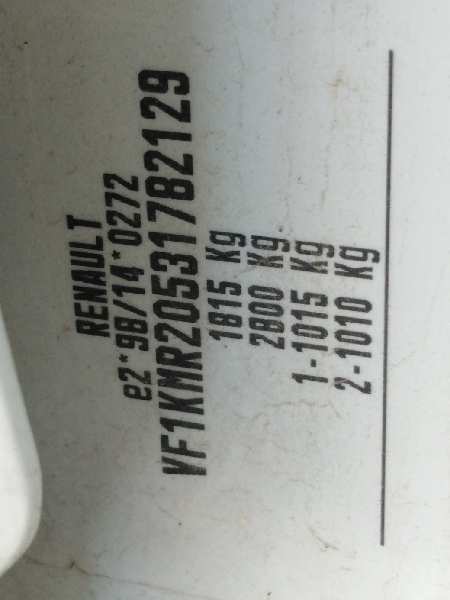 RENAULT
e2*98/14*0272
VF1KMR20531782129
1815 Kg
2800 Kg
1-1015 Kg
2-1010 Kg